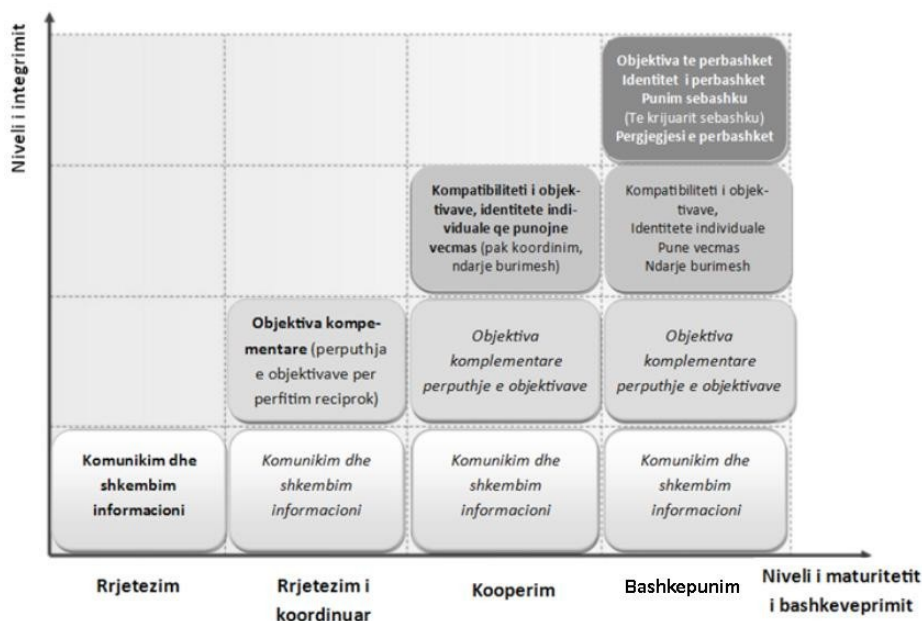 Niveli i integrimit
Objektiva te perbashket
Identitet i perbashket
Punim sebashku
(Te krijuarit sebashku)
Pergjegjesi e perbashket
Kompatibiliteti i objek-
tivave, identitete indi-
viduale qe punojne
vecmas (pak koordinim,
ndarje burimesh)
Kompatibiliteti i objek-
tivave,
Identitete individuale
Pune vecmas
Ndarje burimesh
Objektiva kompe-
mentare (perputhja
e objektivave per
perfitim reciprok)
Objektiva
komplementare
perputhje e objektivave
Objektiva
komplementare
perputhje e objektivave
Komunikim dhe
shkembim
informacioni
Komunikim dhe
shkembim
informacioni
Komunikim dhe
shkembim
informacioni
Komunikim dhe
shkembim
informacioni
Rrjetezim
Rrjetezim i
koordinuar
Kooperim
Bashkepunim
Niveli i maturitetit
i bashkeveprimit